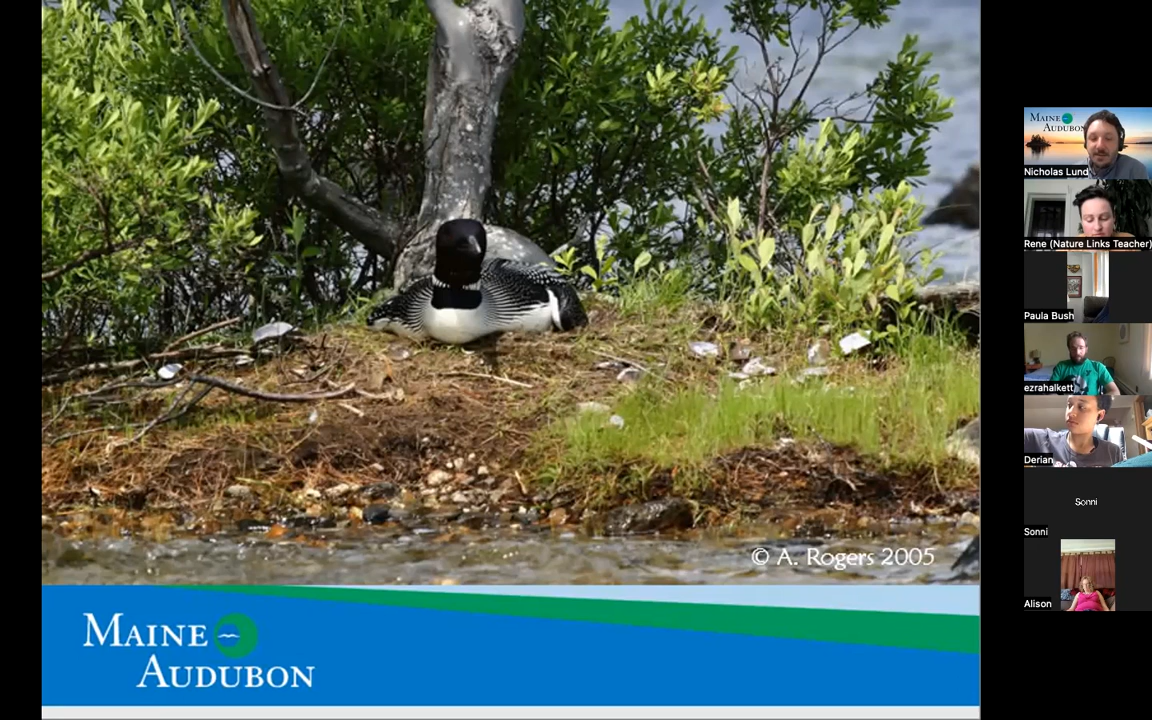 © A. Rogers 2005
MAINE
AUDUBON
MAINE
AUDUBON
Nicholas Lund
Rene (Nature Links Teacher)
Paula Bush
ezrahalkett
Derian
Sonni
Sonni
Alison